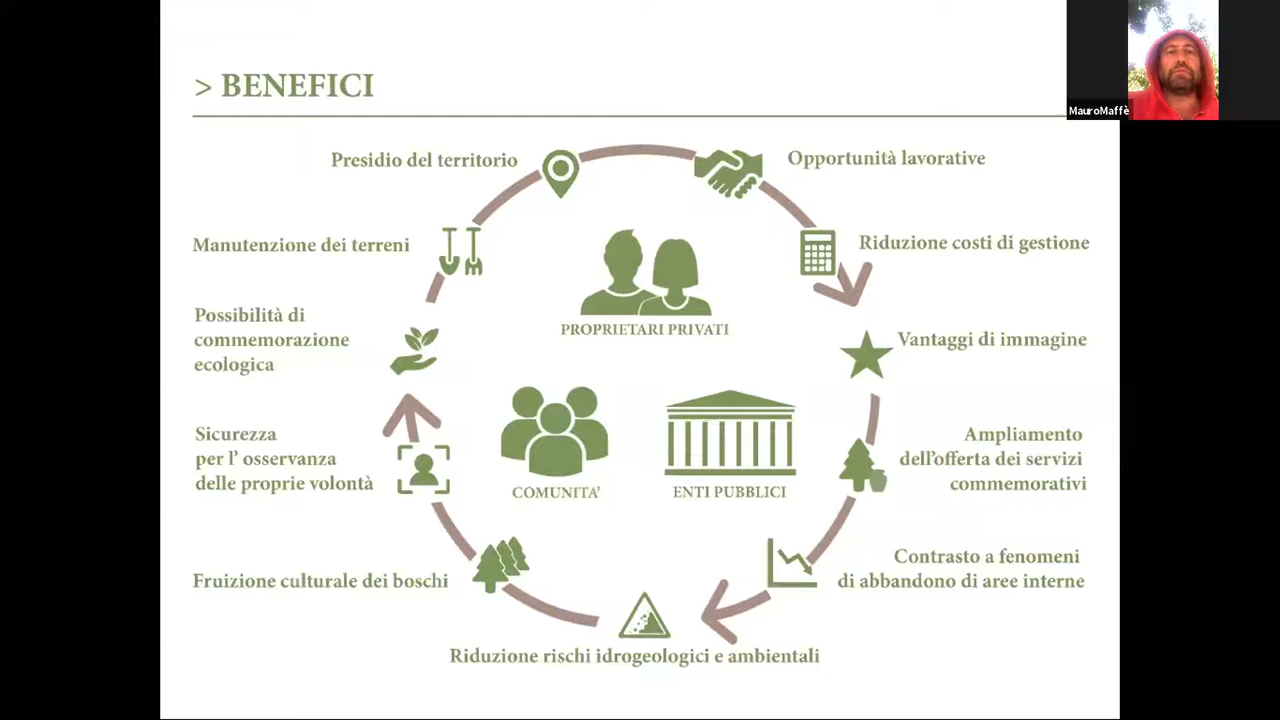 > BENEFICI
MauroMaffè
Presidio del territorio
Opportunità lavorative
Manutenzione dei terreni
Riduzione costi di gestione
Possibilità di
commemorazione
ecologica
Vantaggi di immagine
PROPRIETARI PRIVATI
Sicurezza
per l’ osservanza
delle proprie volontà
Ampliamento
dell’offerta dei servizi
commemorativi
COMUNITA’
ENTI PUBBLICI
Fruizione culturale dei boschi
Contrasto a fenomeni
di abbandono di aree interne
Riduzione rischi idrogeologici e ambientali